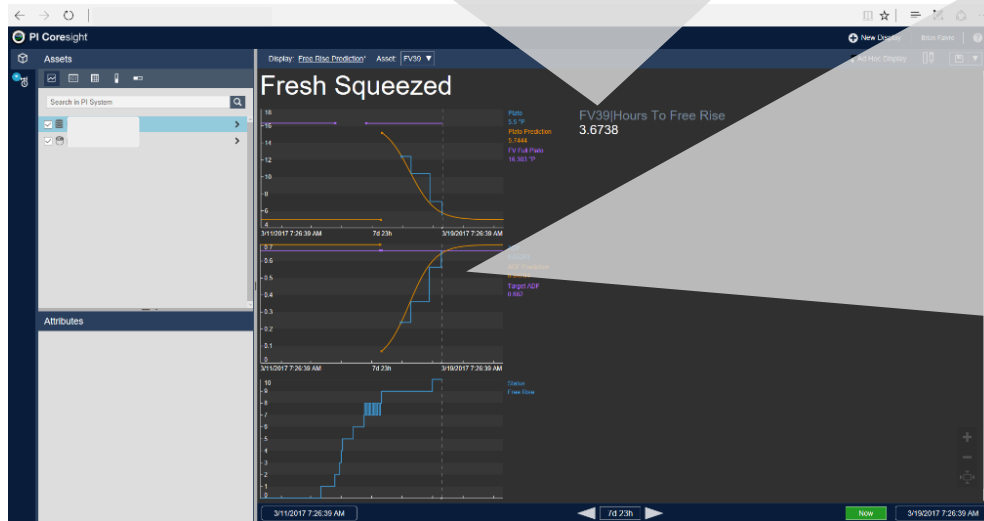 PI Coresight
New Display
Assets
Display: Free Rise Prediction* Asset: FV39 ▼
Ad Hoc Display
Search in PI System
Fresh Squeezed
18
16
14
12
10
8
6
4
Plato
5.5 °P
Plato Prediction
5.7444
FV Full Plato
16.303 °P
FV39|Hours To Free Rise
3.6738
3/11/2017 7:26:39 AM 7d 23h 3/19/2017 7:26:39 AM
0.7
0.6
0.5
0.4
0.3
0.2
0.1
0
Target ADF
0.662
3/11/2017 7:26:39 AM 7d 23h 3/19/2017 7:26:39 AM
Attributes
10
9
8
7
6
5
4
3
2
1
0
Status
Free Rise
3/11/2017 7:26:39 AM 7d 23h Now 3/19/2017 7:26:39 AM